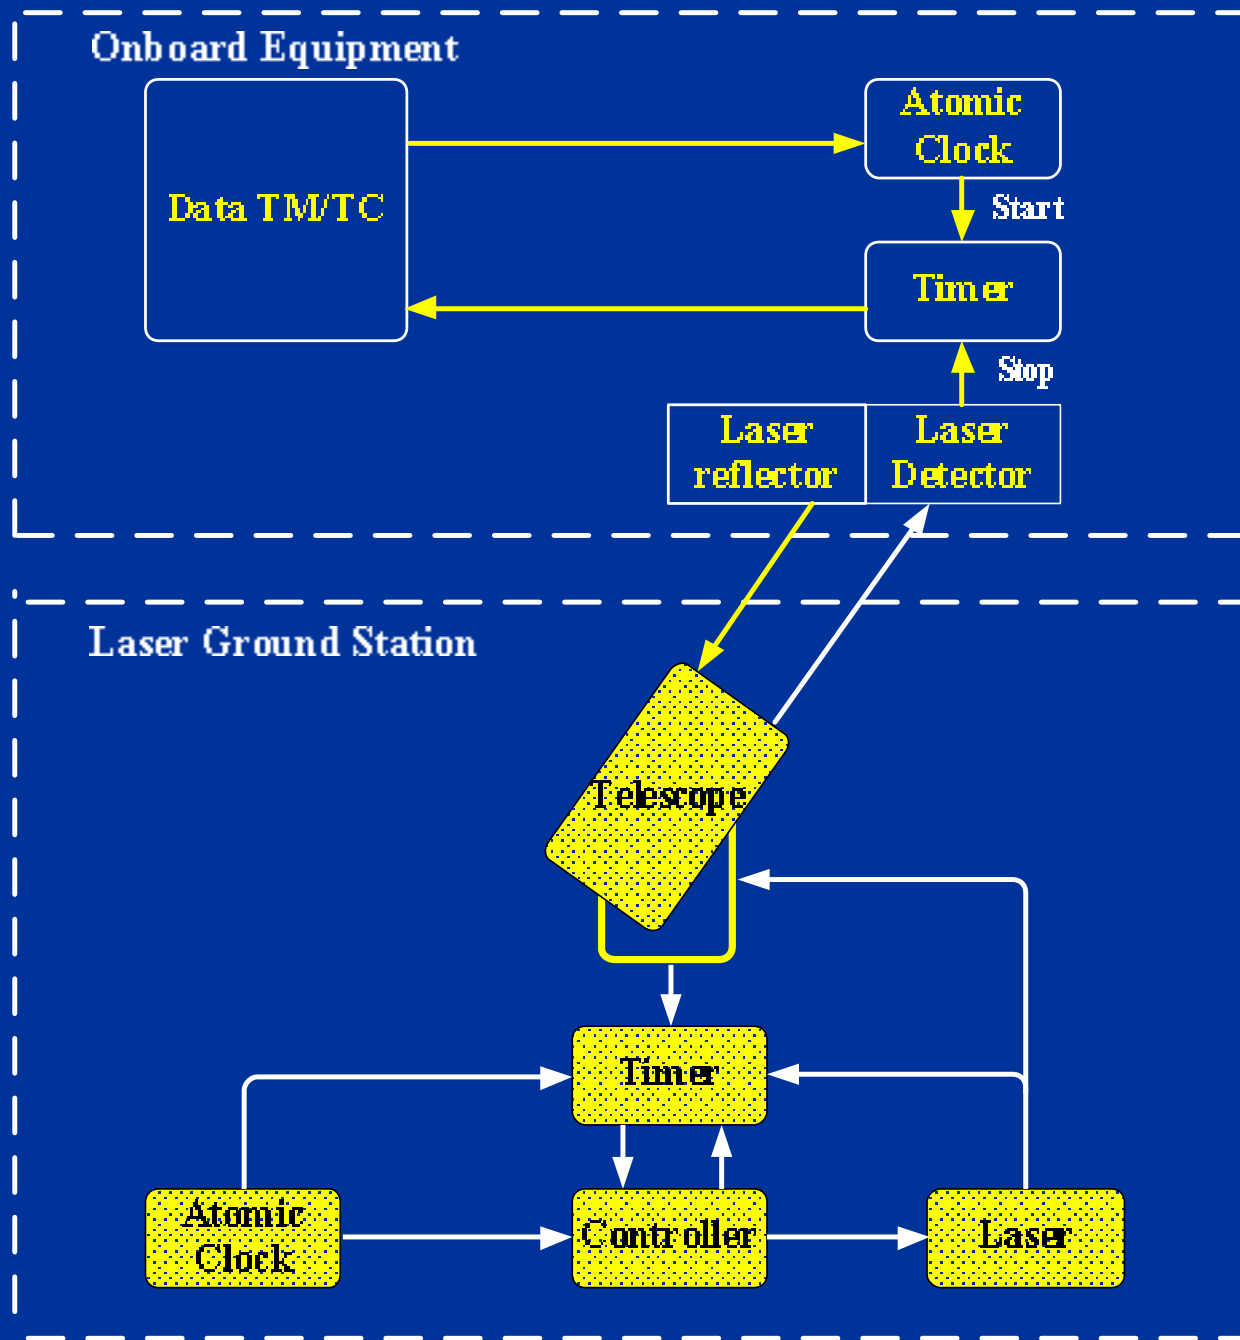 Onboard Equipment
Atomic
Clock
Data TM/TC
Start
Timer
Stop
Laser
reflector
Laser
Detector
Laser Ground Station
Telescope
Timer
Atomic
Clock
Controller
Laser